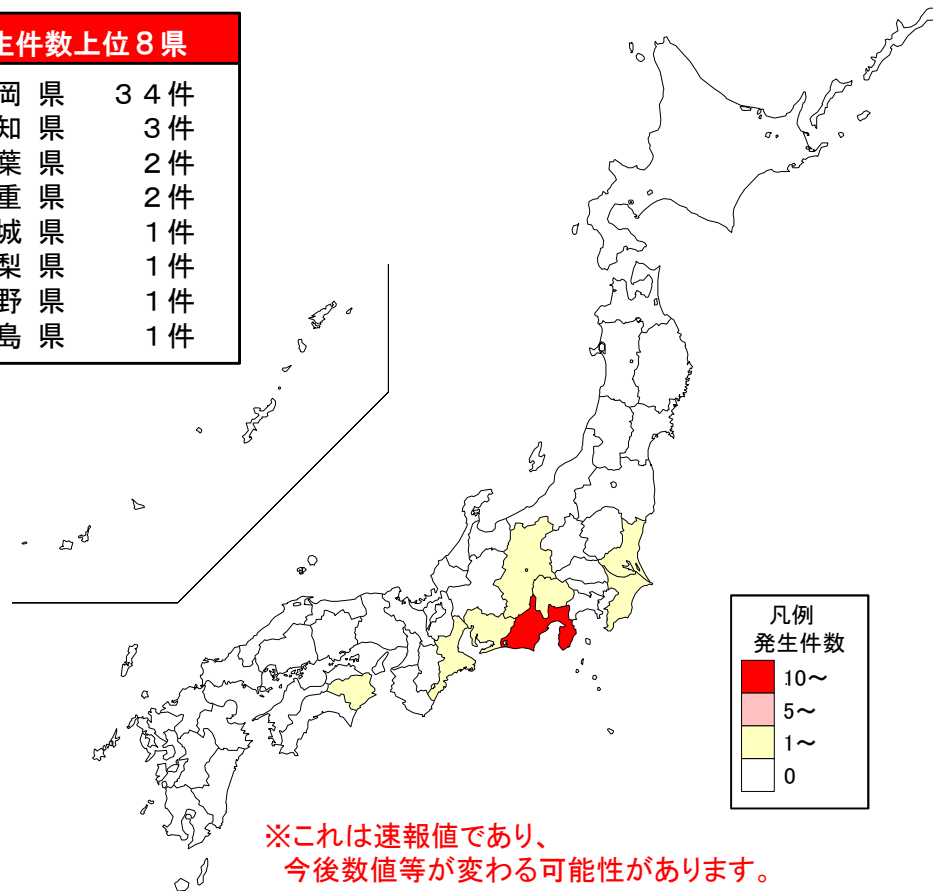 生件数上位８県
岡 県 ３４件
知 県 ３件
葉 県 ２件
重 県 ２件
城 県 １件
梨 県 １件
野 県 １件
島 県 １件
凡例
発生件数
10～
5～
1～
0
※これは速報値であり、
今後数値等が変わる可能性があります。